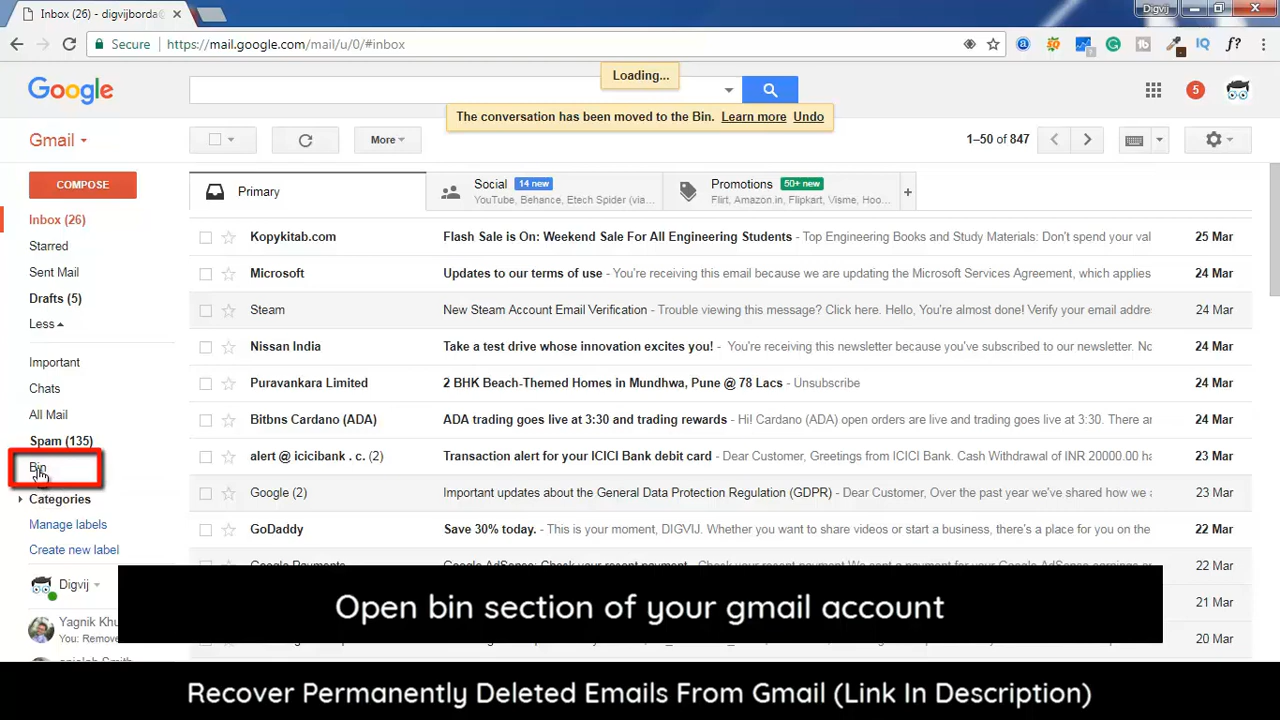 Inbox (26) - digvijborda@
Digvij
Secure
https://mail.google.com/mail/u/0/#inbox
Loading...
Google
5
The conversation has been moved to the Bin. Learn more Undo
Gmail
More
1–50 of 847
COMPOSE
Primary
Social 14 new
YouTube, Behance, Etech Spider (via...
Promotions 50+ new
Flirt, Amazon.in, Flipkart, Visme, Hoo...
+
Inbox (26)
Starred
Sent Mail
Drafts (5)
Less
Important
Chats
All Mail
Spam (135)
Bin
Categories
Manage labels
Create new label
Digvij
Yagnik Khu
You: Remove
Kopykitab.com Flash Sale is On: Weekend Sale For All Engineering Students - Top Engineering Books and Study Materials: Don't spend your val 25 Mar
Microsoft Updates to our terms of use - You're receiving this email because we are updating the Microsoft Services Agreement, which applies 24 Mar
Steam New Steam Account Email Verification - Trouble viewing this message? Click here. Hello, You're almost done! Verify your email addre 24 Mar
Nissan India Take a test drive whose innovation excites you! - You're receiving this newsletter because you've subscribed to our newsletter. Nc 24 Mar
Puravankara Limited 2 BHK Beach-Themed Homes in Mundhwa, Pune @ 78 Lacs - Unsubscribe 24 Mar
Bitbns Cardano (ADA) ADA trading goes live at 3:30 and trading rewards - Hi! Cardano (ADA) open orders are live and trading goes live at 3:30. There are 24 Mar
alert @ icicibank . c. (2) Transaction alert for your ICICI Bank debit card - Dear Customer, Greetings from ICICI Bank. Cash Withdrawal of INR 20000.00 ha 23 Mar
Google (2) Important updates about the General Data Protection Regulation (GDPR) - Dear Customer, Over the past year we've shared how we 23 Mar
GoDaddy Save 30% today. - This is your moment, DIGVIJ. Whether you want to share videos or start a business, there's a place for you on the 22 Mar
22 Mar
21 Mar
20 Mar
Open bin section of your gmail account
Recover Permanently Deleted Emails From Gmail (Link In Description)